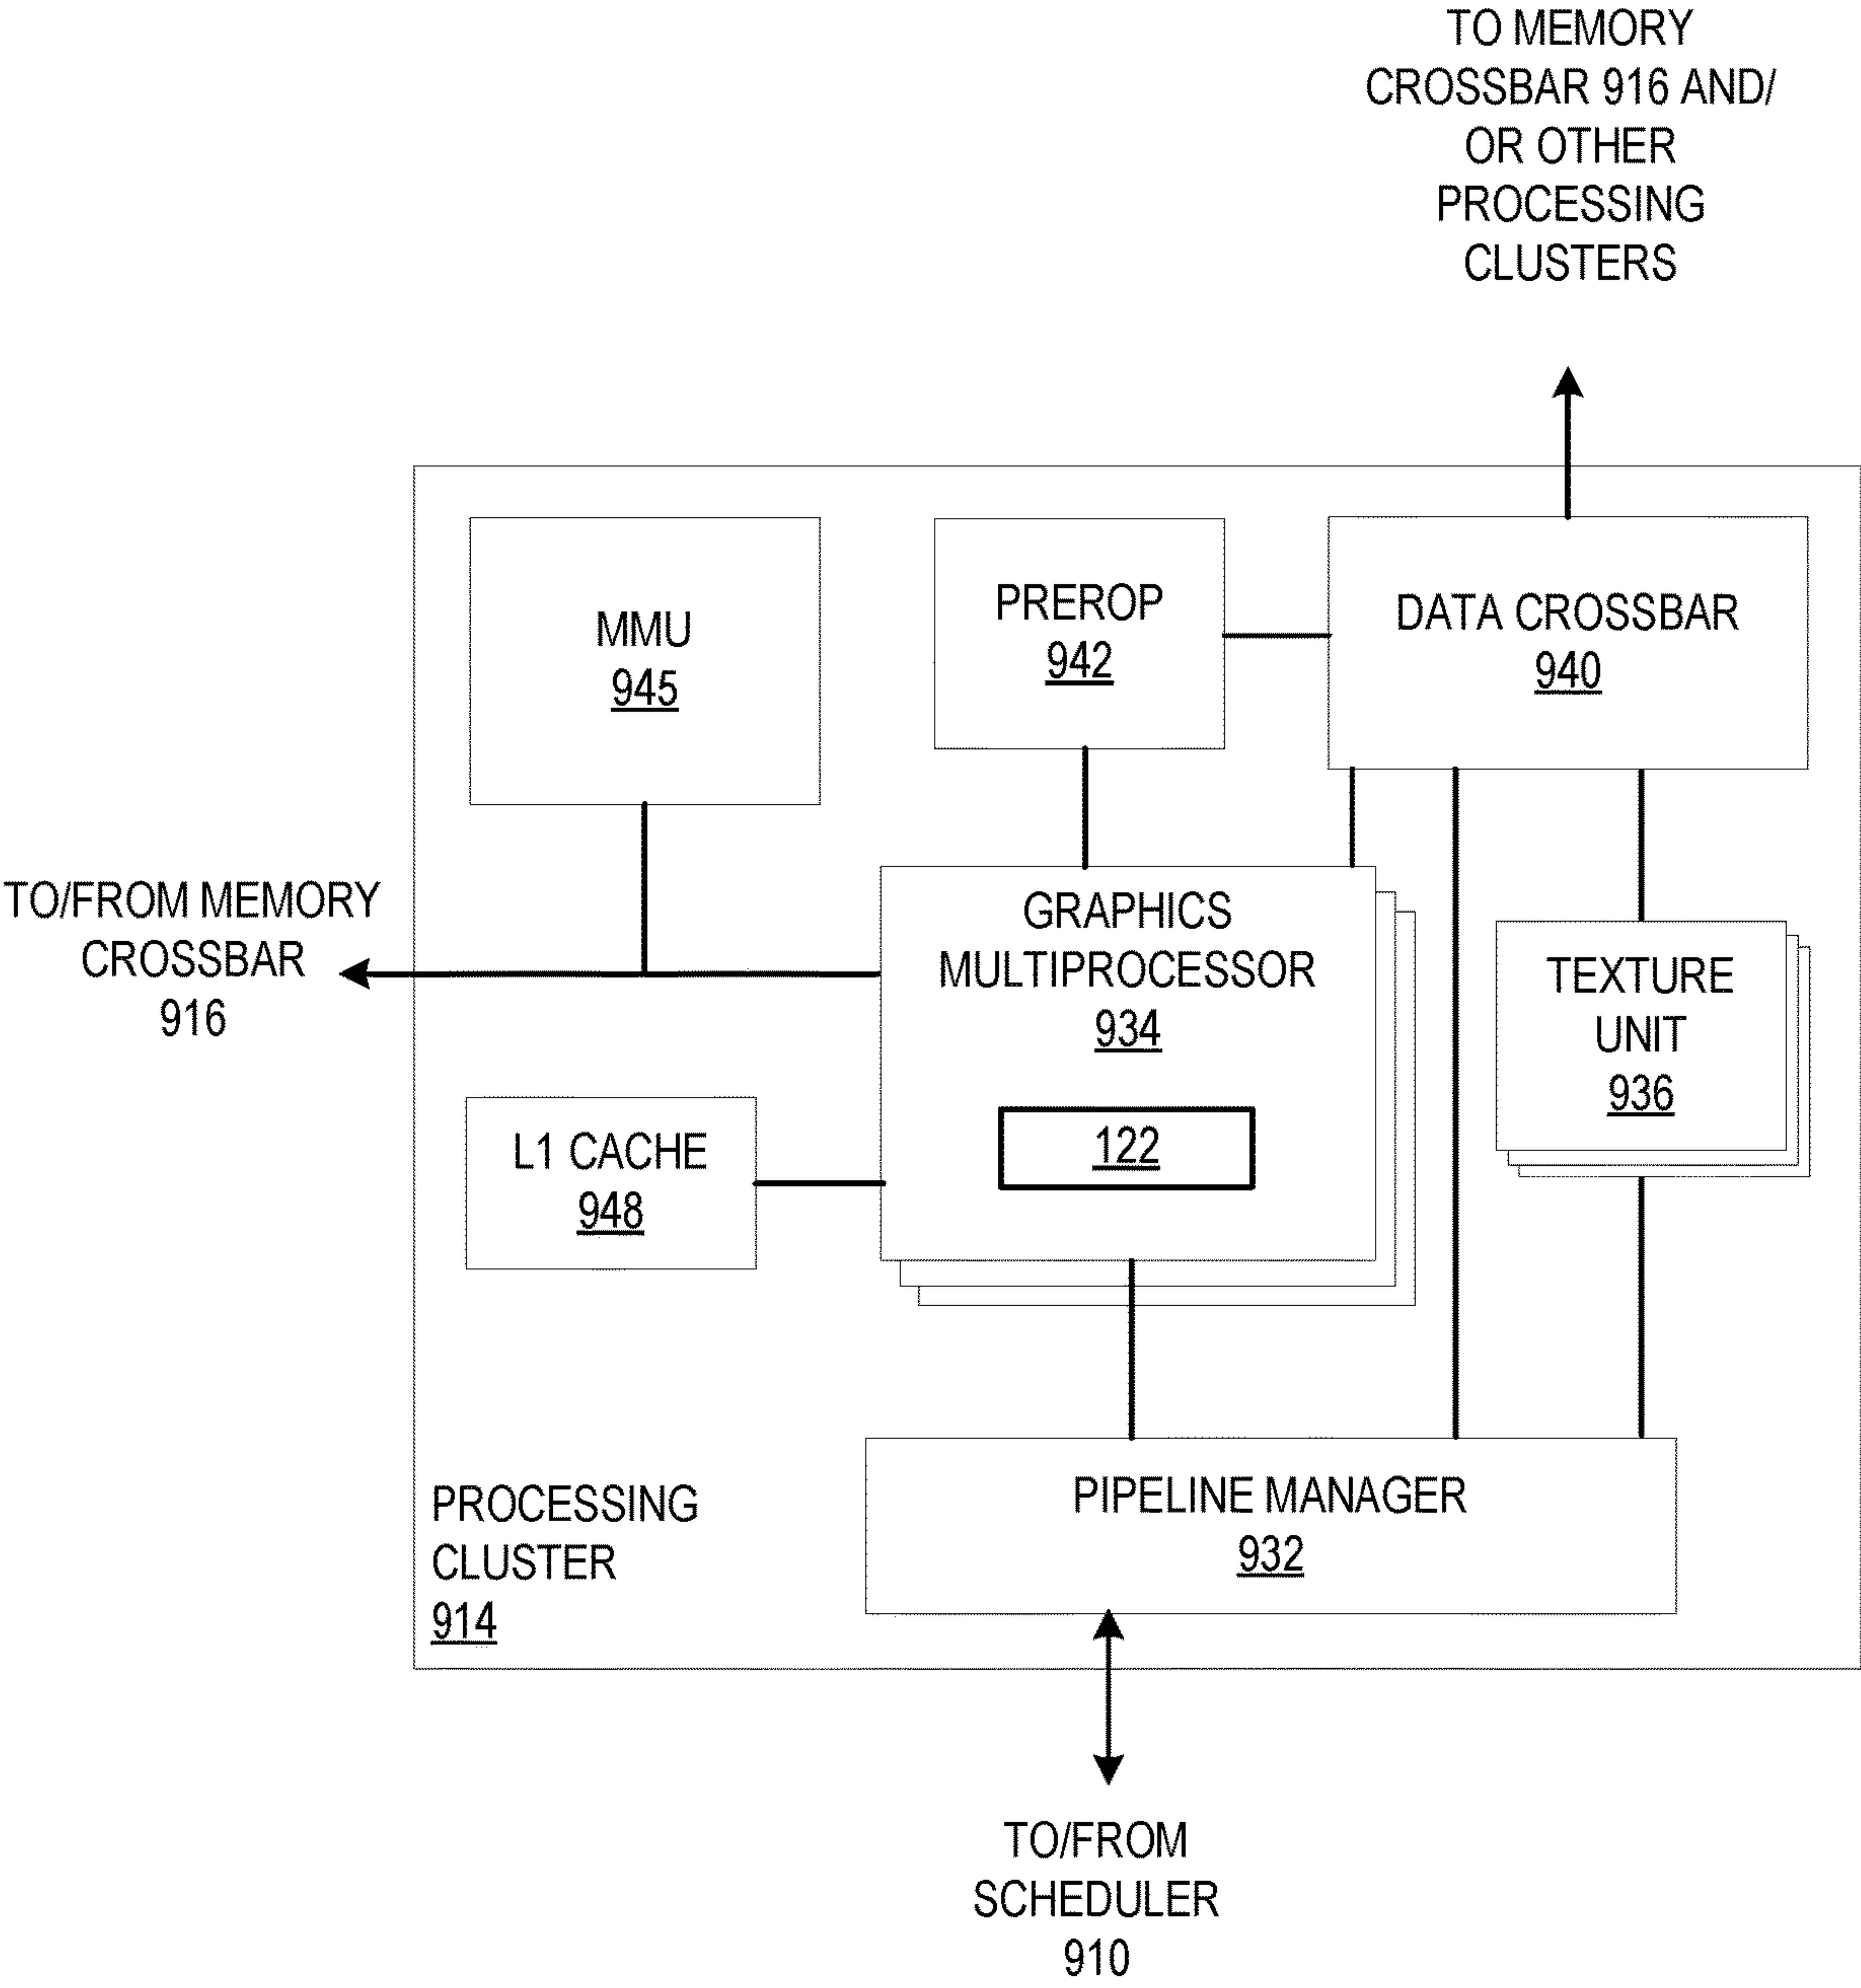 TO MEMORY
CROSSBAR 916 AND/
OR OTHER
PROCESSING
CLUSTERS
MMU
945
PREROP
942
DATA CROSSBAR
940
TO/FROM MEMORY
CROSSBAR
916
GRAPHICS
MULTIPROCESSOR
934
122
TEXTURE
UNIT
936
L1 CACHE
948
PROCESSING
CLUSTER
914
PIPELINE MANAGER
932
TO/FROM
SCHEDULER
910